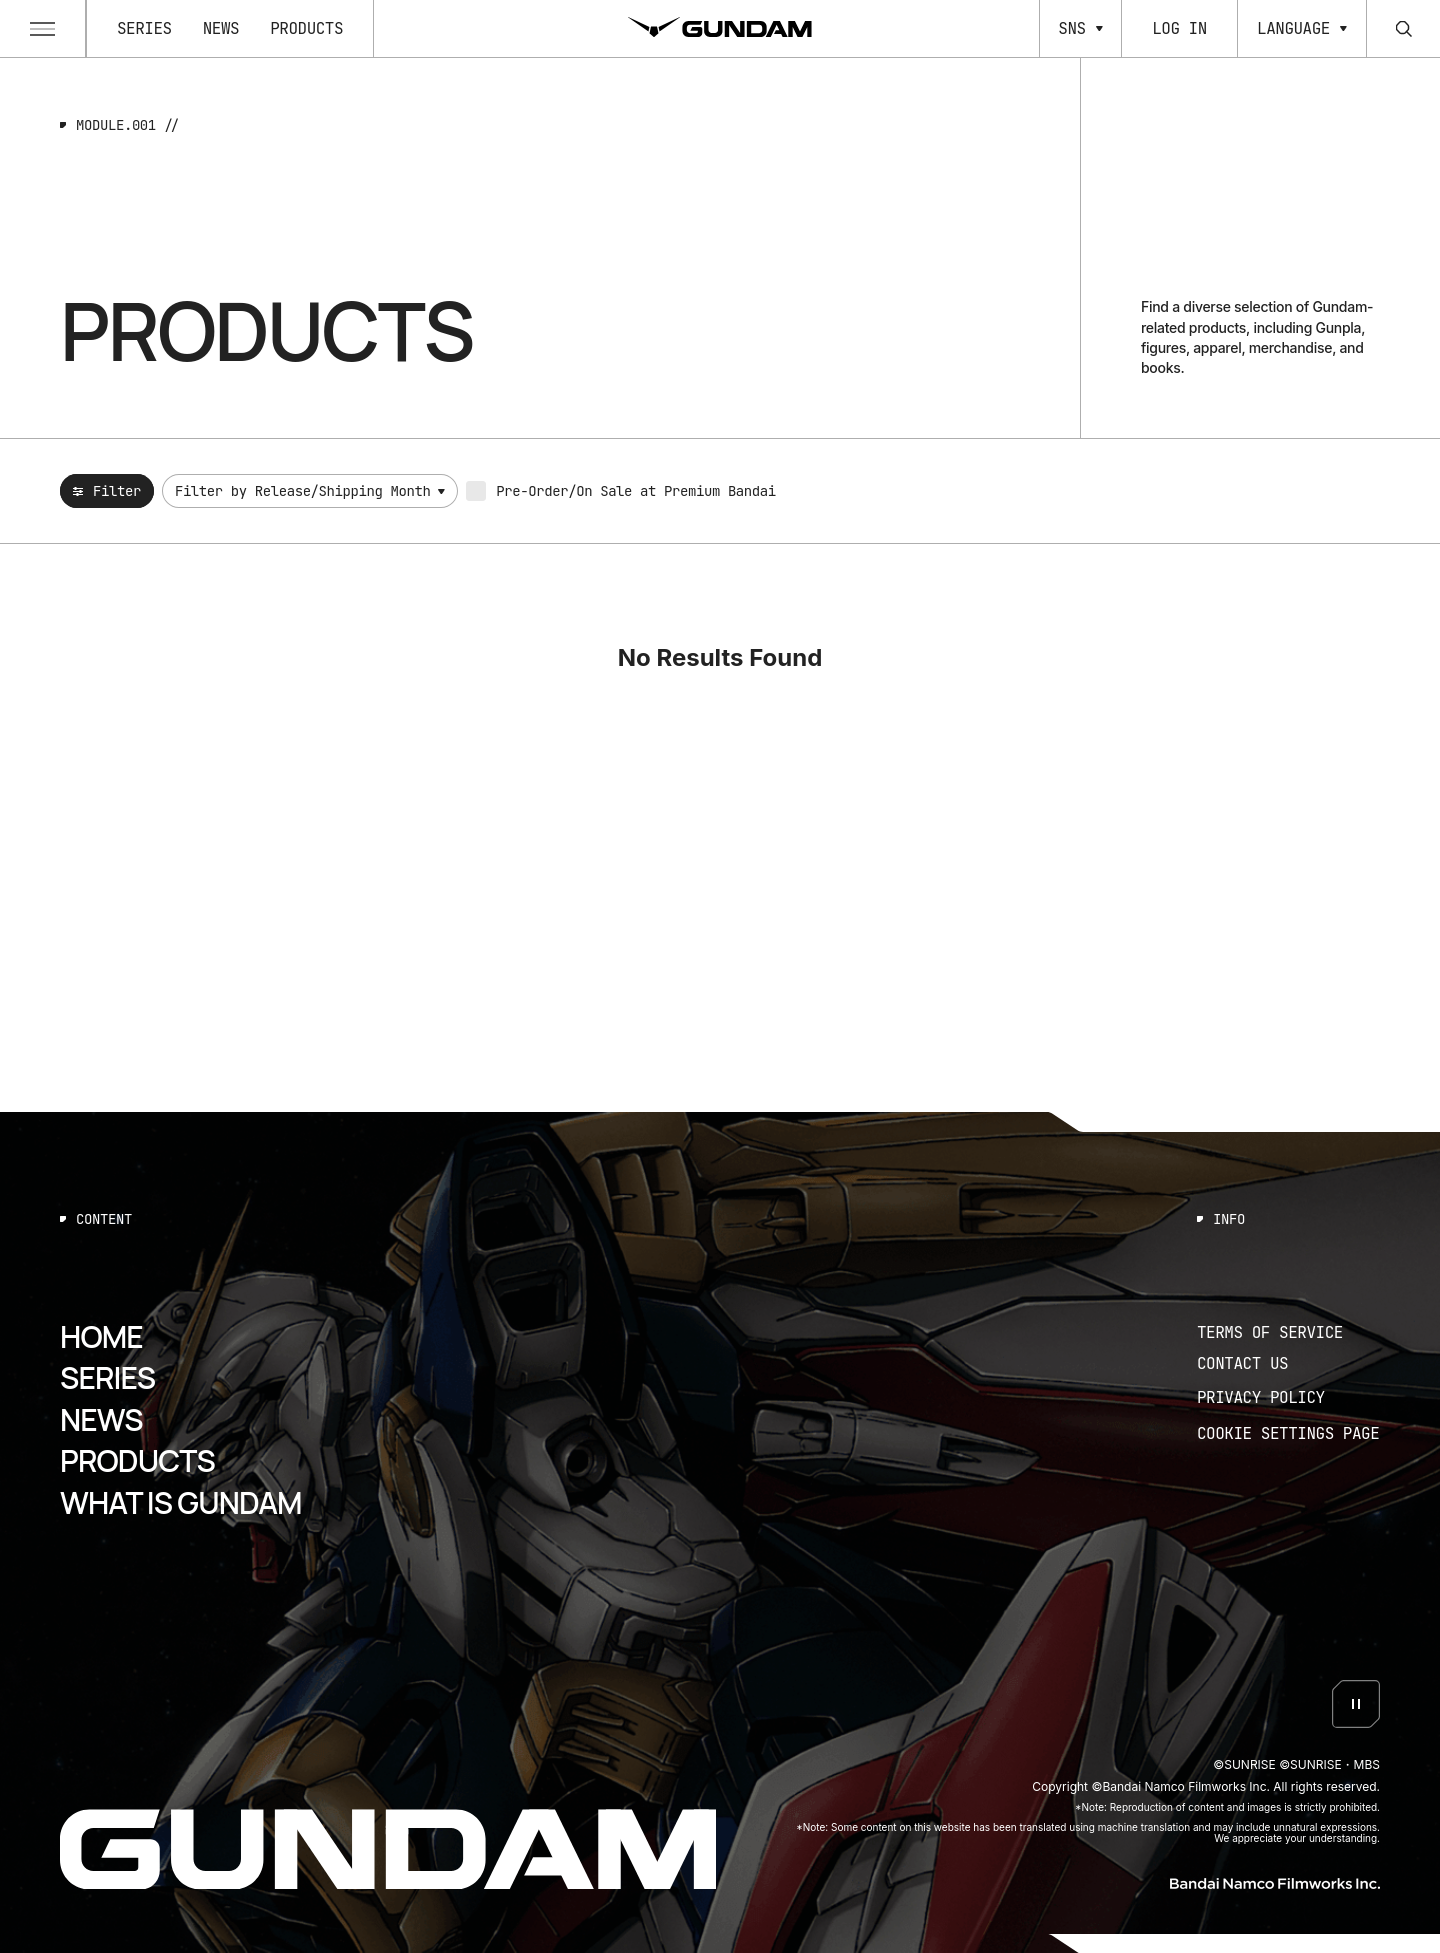 SERIES NEWS PRODUCTS GUNDAM SNS LOG IN LANGUAGE
MODULE.001 //
PRODUCTS
Find a diverse selection of Gundam-
related products, including Gunpla,
figures, apparel, merchandise, and
books.
Filter Filter by Release/Shipping Month Pre-Order/On Sale at Premium Bandai
No Results Found
CONTENT
HOME
SERIES
NEWS
PRODUCTS
WHAT IS GUNDAM
INFO
TERMS OF SERVICE
CONTACT US
PRIVACY POLICY
COOKIE SETTINGS PAGE
GUNDAM
©SUNRISE ©SUNRISE・MBS
Copyright ©Bandai Namco Filmworks Inc. All rights reserved.
*Note: Reproduction of content and images is strictly prohibited.
*Note: Some content on this website has been translated using machine translation and may include unnatural expressions.
We appreciate your understanding.
Bandai Namco Filmworks Inc.